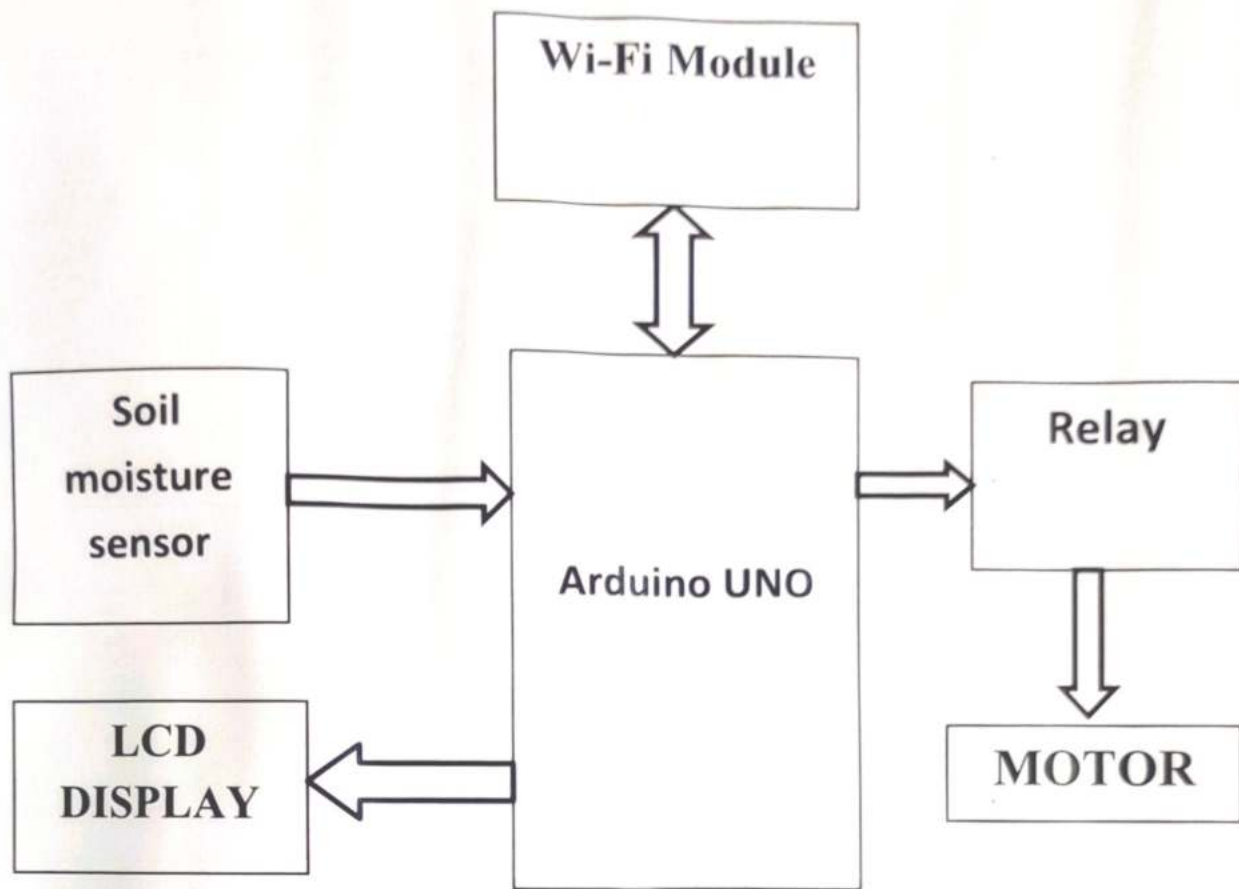 Wi-Fi Module
Soil
moisture
sensor
Relay
Arduino UNO
LCD
DISPLAY
MOTOR